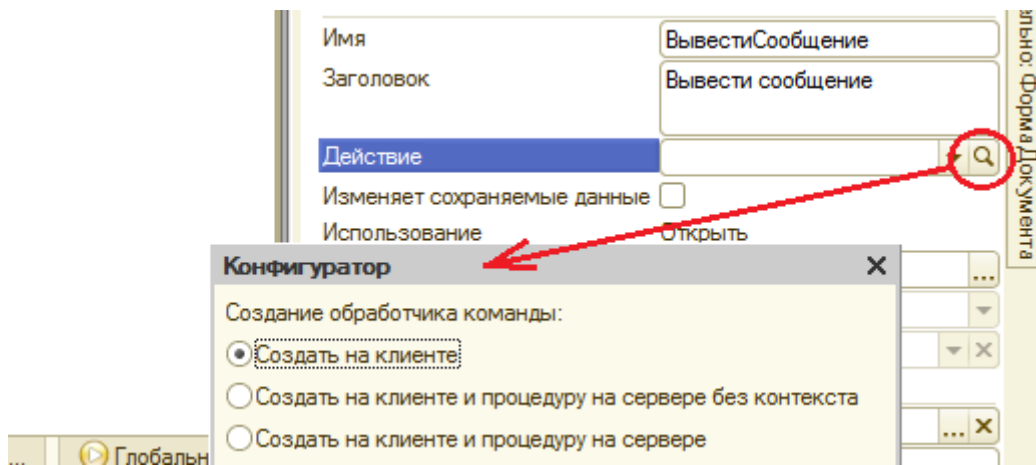 Имя ВывестиСообщение
Заголовок Вывести сообщение
Действие
Изменяет сохраняемые данные
Использование Открыть
Конфигуратор
Создание обработчика команды:
Создать на клиенте
Создать на клиенте и процедуру на сервере без контекста
Создать на клиенте и процедуру на сервере
... Глобальн
ельно: Форма Документа